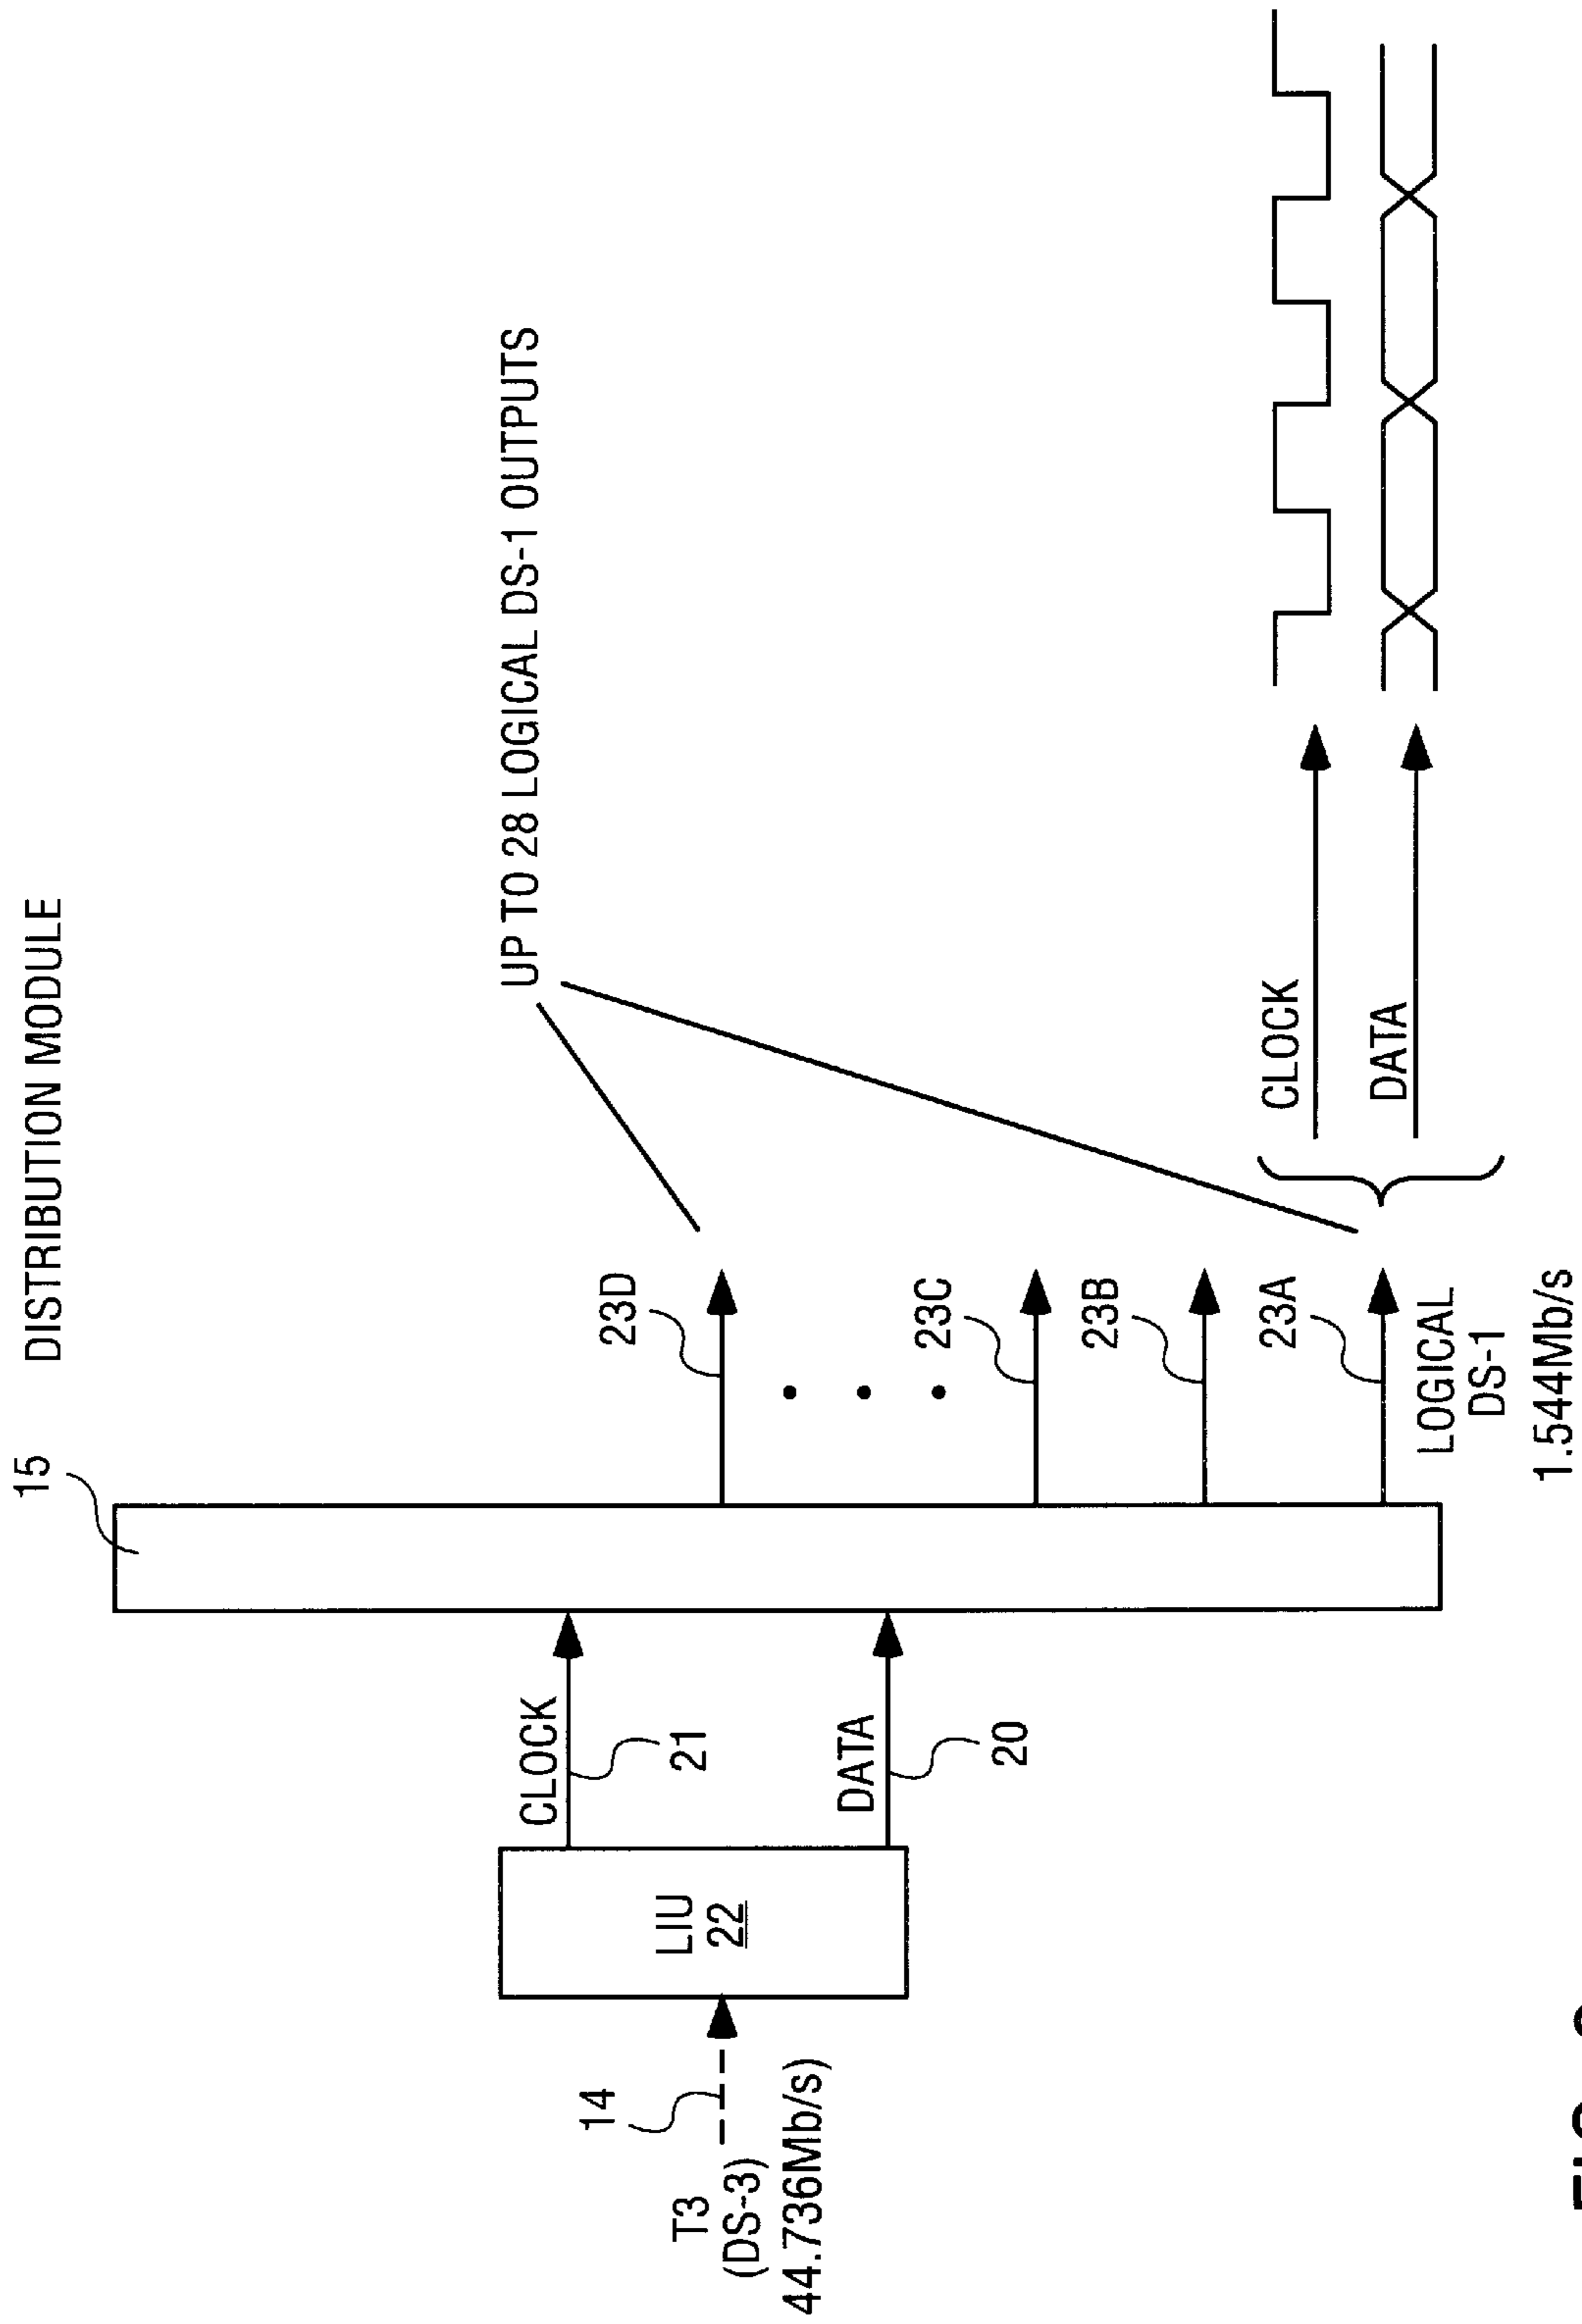 15
DISTRIBUTION MODULE
UP TO 28 LOGICAL DS-1 OUTPUTS
T3
(DS-3)
44.736Mb/s
14
LIU
22
CLOCK
21
DATA
20
23D
23C
23B
23A
LOGICAL
DS-1
1.544Mb/s
CLOCK
DATA